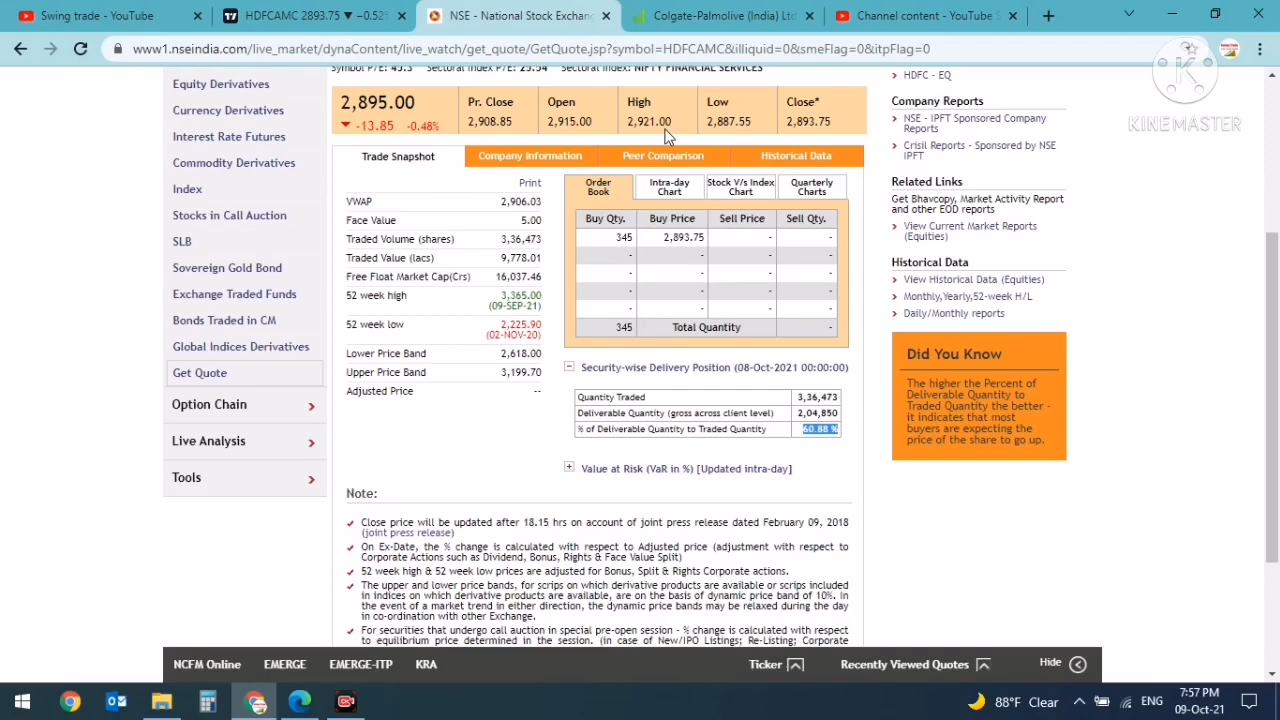 Swing trade - YouTube
HDFCAMC 2893.75 ▼ −0.52%
NSE - National Stock Exchan
Colgate-Palmolive (India) Ltd
Channel content - YouTube S
www1.nseindia.com/live_market/dynaContent/live_watch/get_quote/GetQuote.jsp?symbol=HDFCAMC&illiquid=0&smeFlag=0&itpFlag=0
KINEMASTER
Equity Derivatives
Currency Derivatives
Interest Rate Futures
Commodity Derivatives
Index
Stocks in Call Auction
SLB
Sovereign Gold Bond
Exchange Traded Funds
Bonds Traded in CM
Global Indices Derivatives
Get Quote
Option Chain
Live Analysis
Tools
Symbol P/E: 45.3 Sectoral Index P/E: 25.54 Sectoral Index: NIFTY FINANCIAL SERVICES
2,895.00
-13.85 -0.48%
Pr. Close
2,908.85
Open
2,915.00
High
2,921.00
Low
2,887.55
Close*
2,893.75
Trade Snapshot
Company Information
Peer Comparison
Historical Data
Print
VWAP 2,906.03
Face Value 5.00
Traded Volume (shares) 3,36,473
Traded Value (lacs) 9,778.01
Free Float Market Cap(Crs) 16,037.46
52 week high 3,365.00
(09-SEP-21)
52 week low 2,225.90
(02-NOV-20)
Lower Price Band 2,618.00
Upper Price Band 3,199.70
Adjusted Price --
Order
Book
Intra-day
Chart
Stock V/s Index
Chart
Quarterly
Charts
Buy Qty. Buy Price Sell Price Sell Qty.
345 2,893.75 - -
- - - -
- - - -
- - - -
- - - -
345 Total Quantity -
Security-wise Delivery Position (08-Oct-2021 00:00:00)
Quantity Traded 3,36,473
Deliverable Quantity (gross across client level) 2,04,850
% of Deliverable Quantity to Traded Quantity 60.88 %
Value at Risk (VaR in %) [Updated intra-day]
Note:
Close price will be updated after 18.15 hrs on account of joint press release dated February 09, 2018
(joint press release)
On Ex-Date, the % change is calculated with respect to Adjusted price (adjustment with respect to
Corporate Actions such as Dividend, Bonus, Rights & Face Value Split)
52 week high & 52 week low prices are adjusted for Bonus, Split & Rights Corporate actions.
The upper and lower price bands, for scrips on which derivative products are available or scrips included
in indices on which derivative products are available, are on the basis of dynamic price band of 10%. In
the event of a market trend in either direction, the dynamic price bands may be relaxed during the day
in co-ordination with other Exchange.
For securities that undergo call auction in special pre-open session - % change is calculated with respect
to equilibrium price determined in the session. (in case of New/IPO Listings; Re-Listing; Corporate
HDFC - EQ
Company Reports
NSE - IPFT Sponsored Company
Reports
Crisil Reports - Sponsored by NSE
IPFT
Related Links
Get Bhavcopy, Market Activity Report
and other EOD reports
View Current Market Reports
(Equities)
Historical Data
View Historical Data (Equities)
Monthly,Yearly,52-week H/L
Daily/Monthly reports
Did You Know
The higher the Percent of
Deliverable Quantity to
Traded Quantity the better -
it indicates that most
buyers are expecting the
price of the share to go up.
NCFM Online
EMERGE
EMERGE-ITP
KRA
Ticker
Recently Viewed Quotes
Hide
88°F Clear
ENG
7:57 PM
09-Oct-21